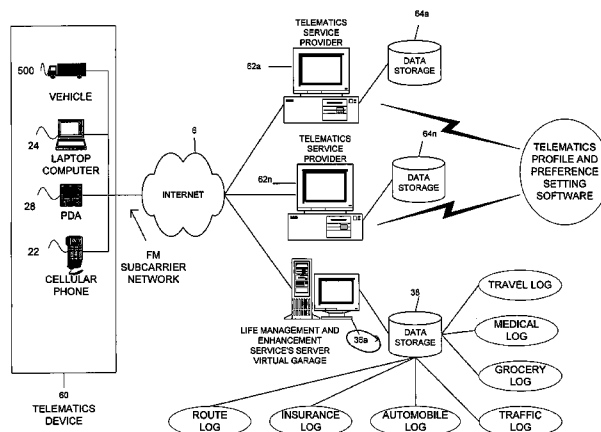 500
VEHICLE
24
LAPTOP
COMPUTER
28
PDA
22
CELLULAR
PHONE
60
TELEMATICS
DEVICE
FM
SUBCARRIER
NETWORK
6
INTERNET
TELEMATICS
SERVICE
PROVIDER
62a
64a
DATA
STORAGE
TELEMATICS
SERVICE
PROVIDER
62n
64n
DATA
STORAGE
TELEMATICS
PROFILE AND
PREFERENCE
SETTING
SOFTWARE
LIFE MANAGEMENT AND
ENHANCEMENT
SERVICE'S SERVER
VIRTUAL GARAGE
36a
36
DATA
STORAGE
TRAVEL LOG
MEDICAL
LOG
GROCERY
LOG
TRAFFIC
LOG
AUTOMOBILE
LOG
INSURANCE
LOG
ROUTE
LOG